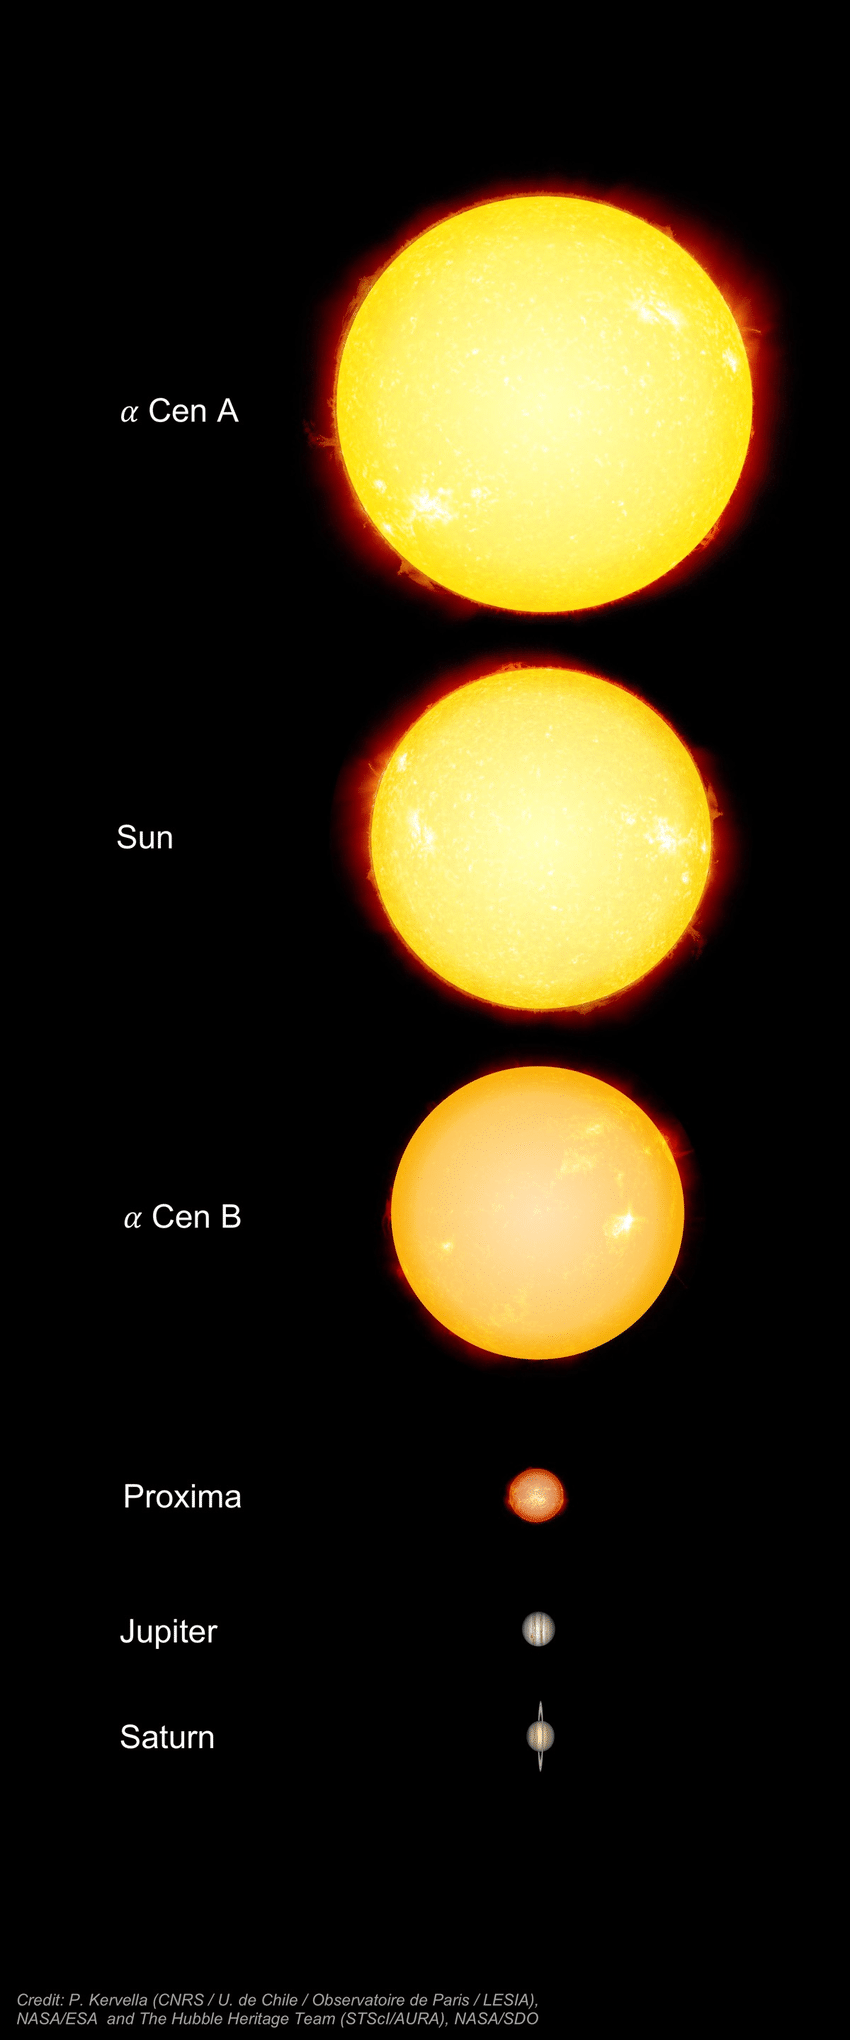 α Cen A
Sun
α Cen B
Proxima
Jupiter
Saturn
Credit: P. Kervella (CNRS / U. de Chile / Observatoire de Paris / LESIA),
NASA/ESA and The Hubble Heritage Team (STScI/AURA), NASA/SDO